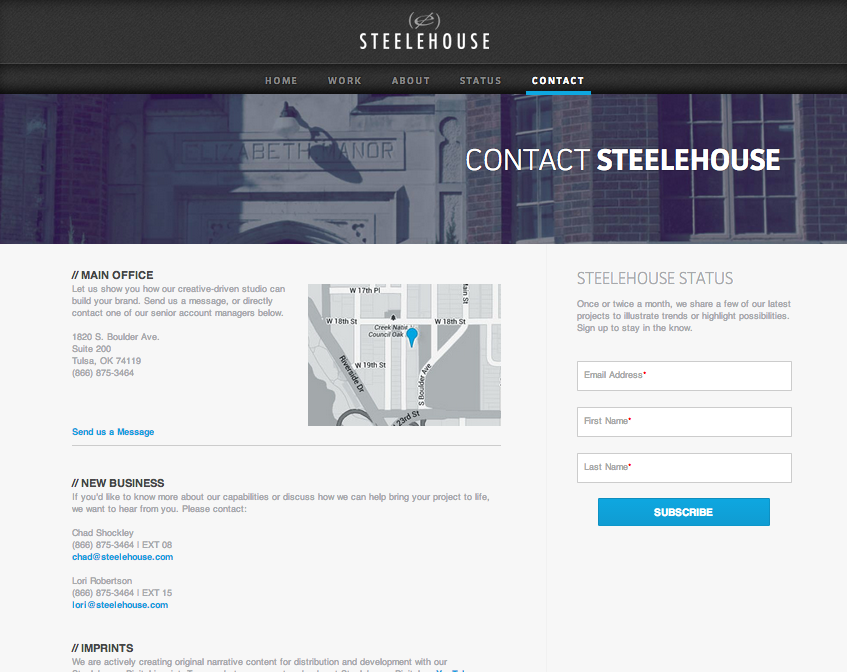 STEELEHOUSE
HOME WORK ABOUT STATUS CONTACT
ELIZABETH MANOR
CONTACT STEELEHOUSE
// MAIN OFFICE
Let us show you how our creative-driven studio can
build your brand. Send us a message, or directly
contact one of our senior account managers below.
1820 S. Boulder Ave.
Suite 200
Tulsa, OK 74119
(866) 875-3464
Send us a Message
W 17th Pl
ain St
W 18th St
W 18th St
Creek Natio
Council Oak
W 19th St
Riverside Dr
S Boulder Ave
23rd St
// NEW BUSINESS
If you'd like to know more about our capabilities or discuss how we can help bring your project to life,
we want to hear from you. Please contact:
Chad Shockley
(866) 875-3464 | EXT 08
chad@steelehouse.com
Lori Robertson
(866) 875-3464 | EXT 15
lori@steelehouse.com
// IMPRINTS
We are actively creating original narrative content for distribution and development with our
STEELEHOUSE STATUS
Once or twice a month, we share a few of our latest
projects to illustrate trends or highlight possibilities.
Sign up to stay in the know.
Email Address*
First Name*
Last Name*
SUBSCRIBE